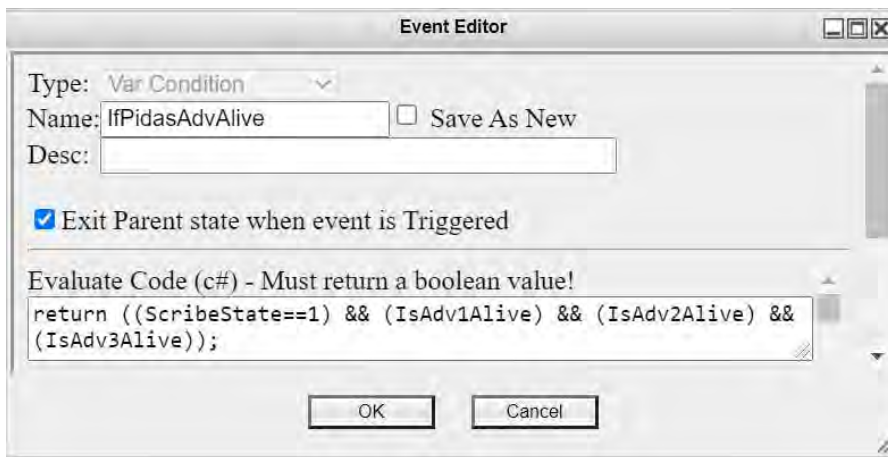 Event Editor
Type: Var Condition
Name: IfPidasAdvAlive Save As New
Desc:
Exit Parent state when event is Triggered
Evaluate Code (c#) - Must return a boolean value!
return ((ScribeState==1) && (IsAdv1Alive) && (IsAdv2Alive) &&
(IsAdv3Alive));
OK Cancel